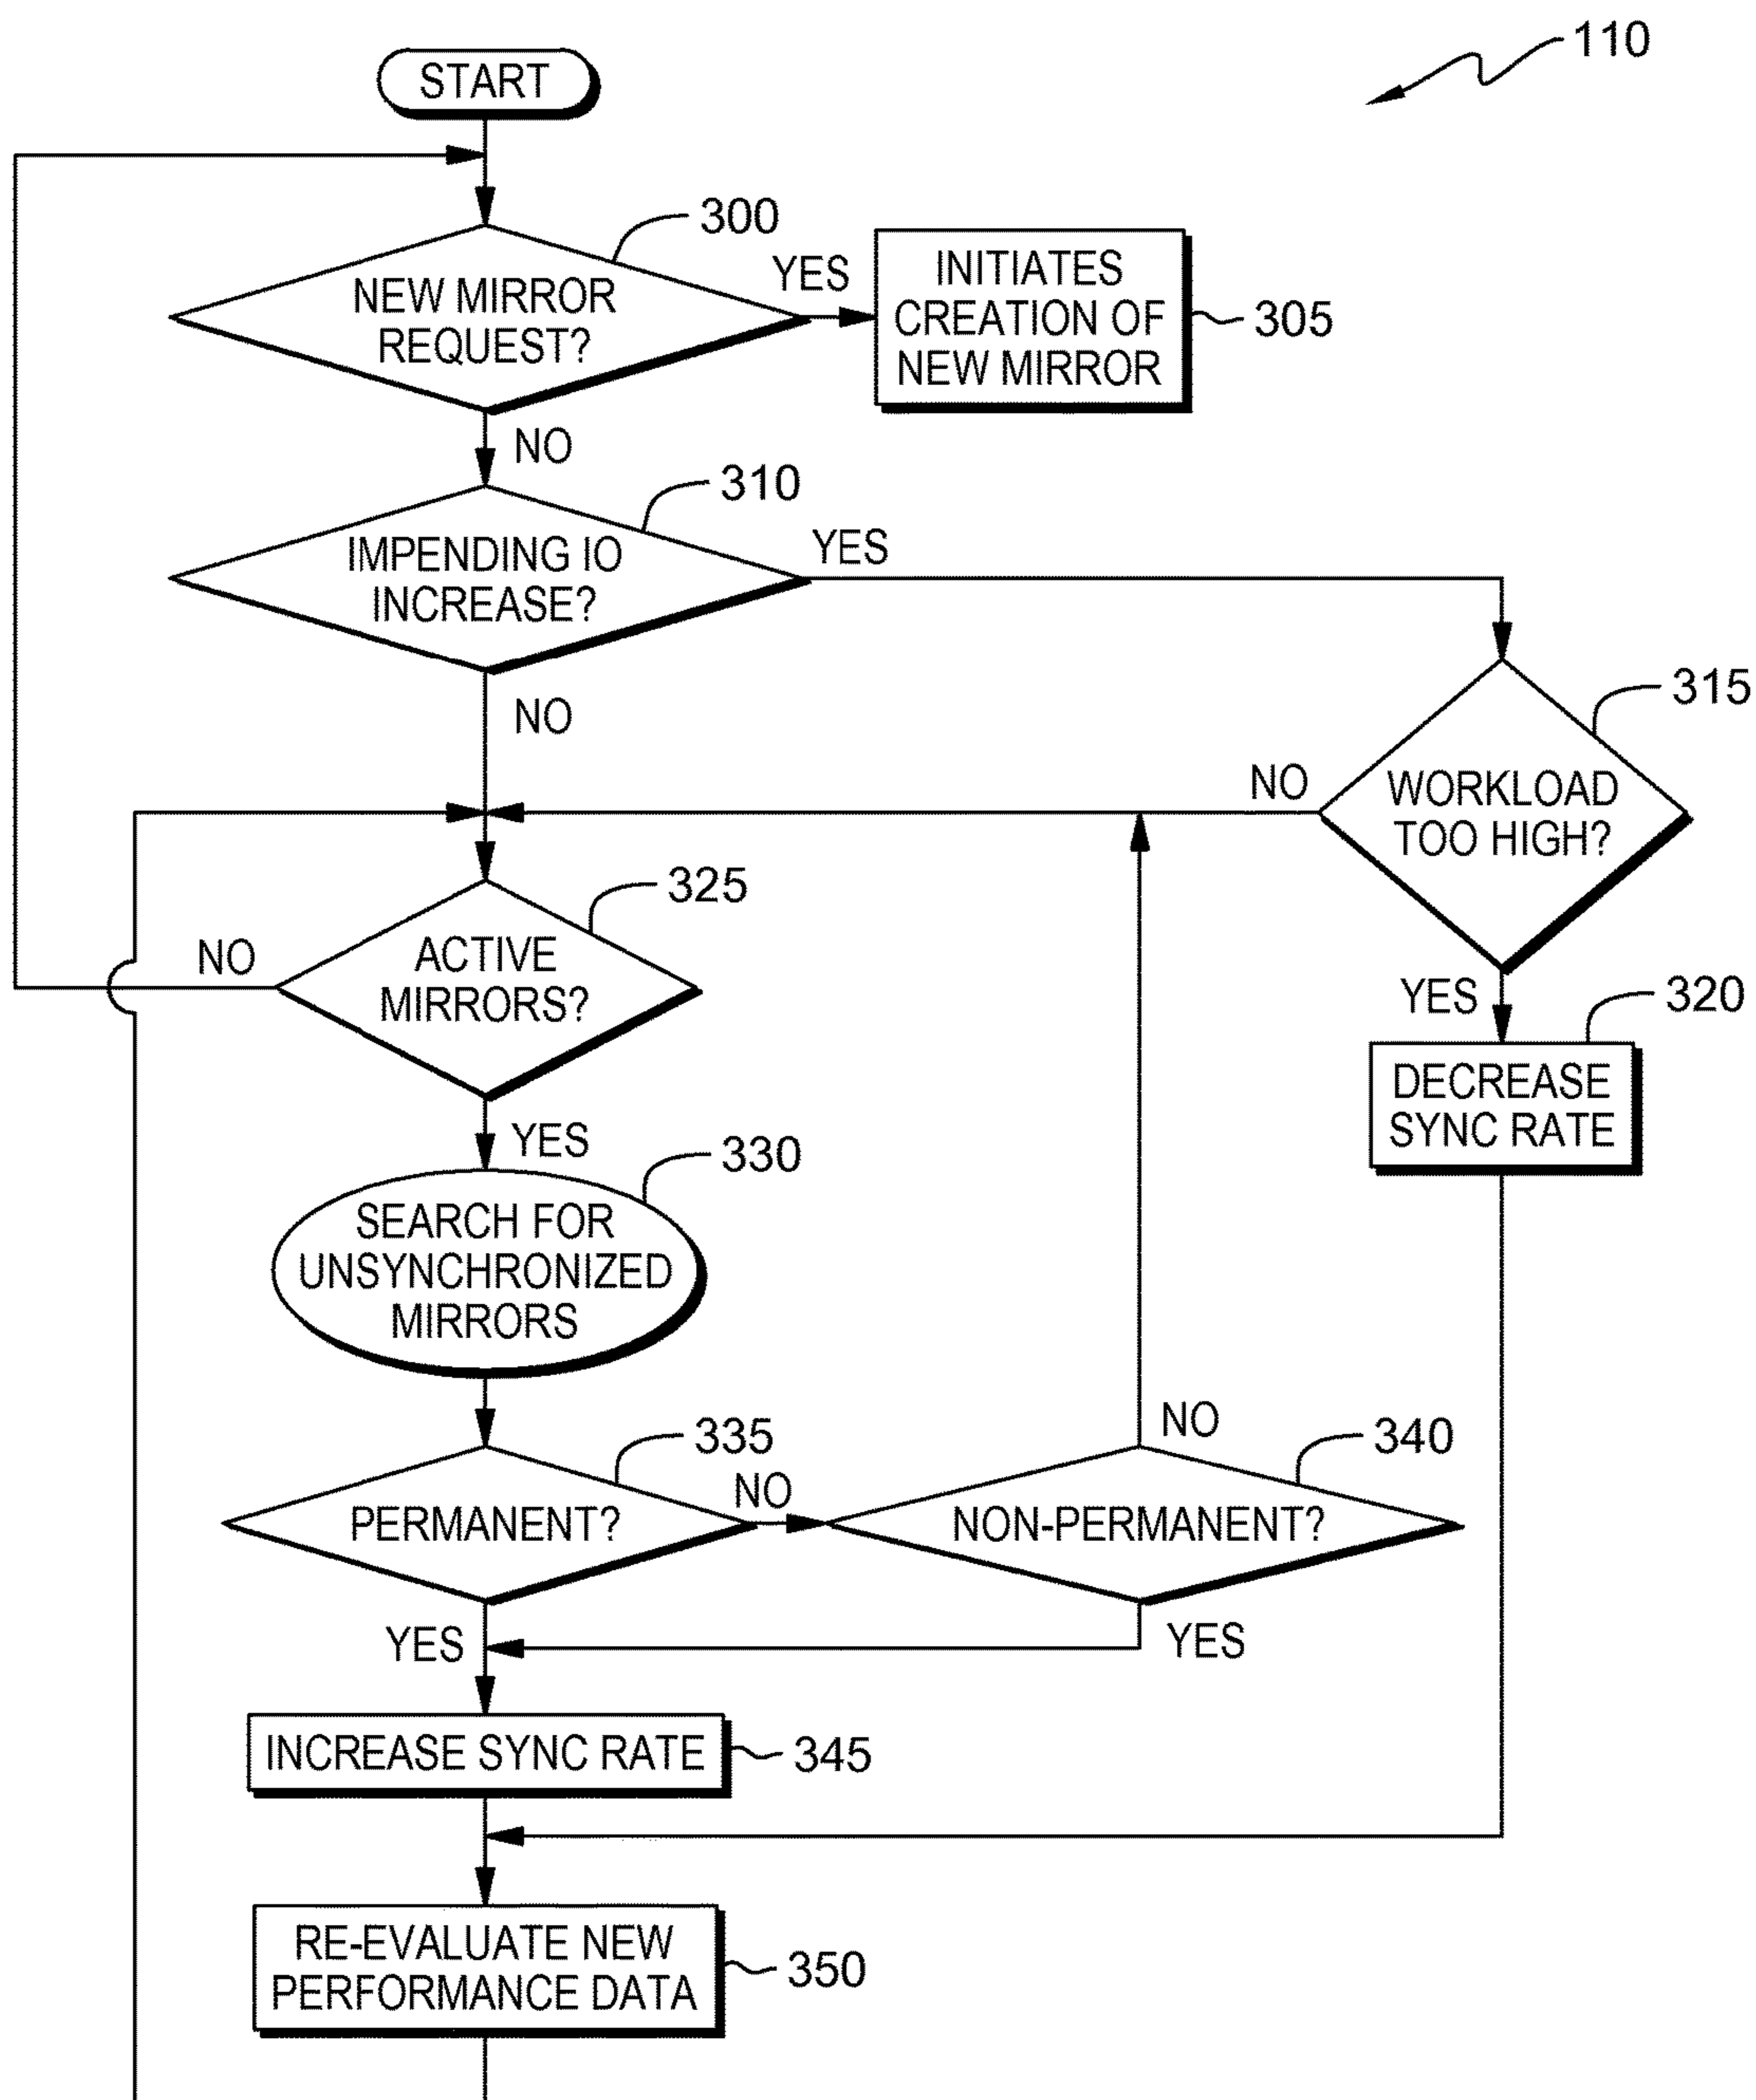 110
START
300
NEW MIRROR
REQUEST?
YES
INITIATES
CREATION OF
NEW MIRROR
305
NO
310
IMPENDING IO
INCREASE?
YES
NO
315
WORKLOAD
TOO HIGH?
NO
YES
320
DECREASE
SYNC RATE
325
ACTIVE
MIRRORS?
NO
YES
330
SEARCH FOR
UNSYNCHRONIZED
MIRRORS
335
PERMANENT?
NO
340
NON-PERMANENT?
NO
YES
YES
INCREASE SYNC RATE
345
RE-EVALUATE NEW
PERFORMANCE DATA
350